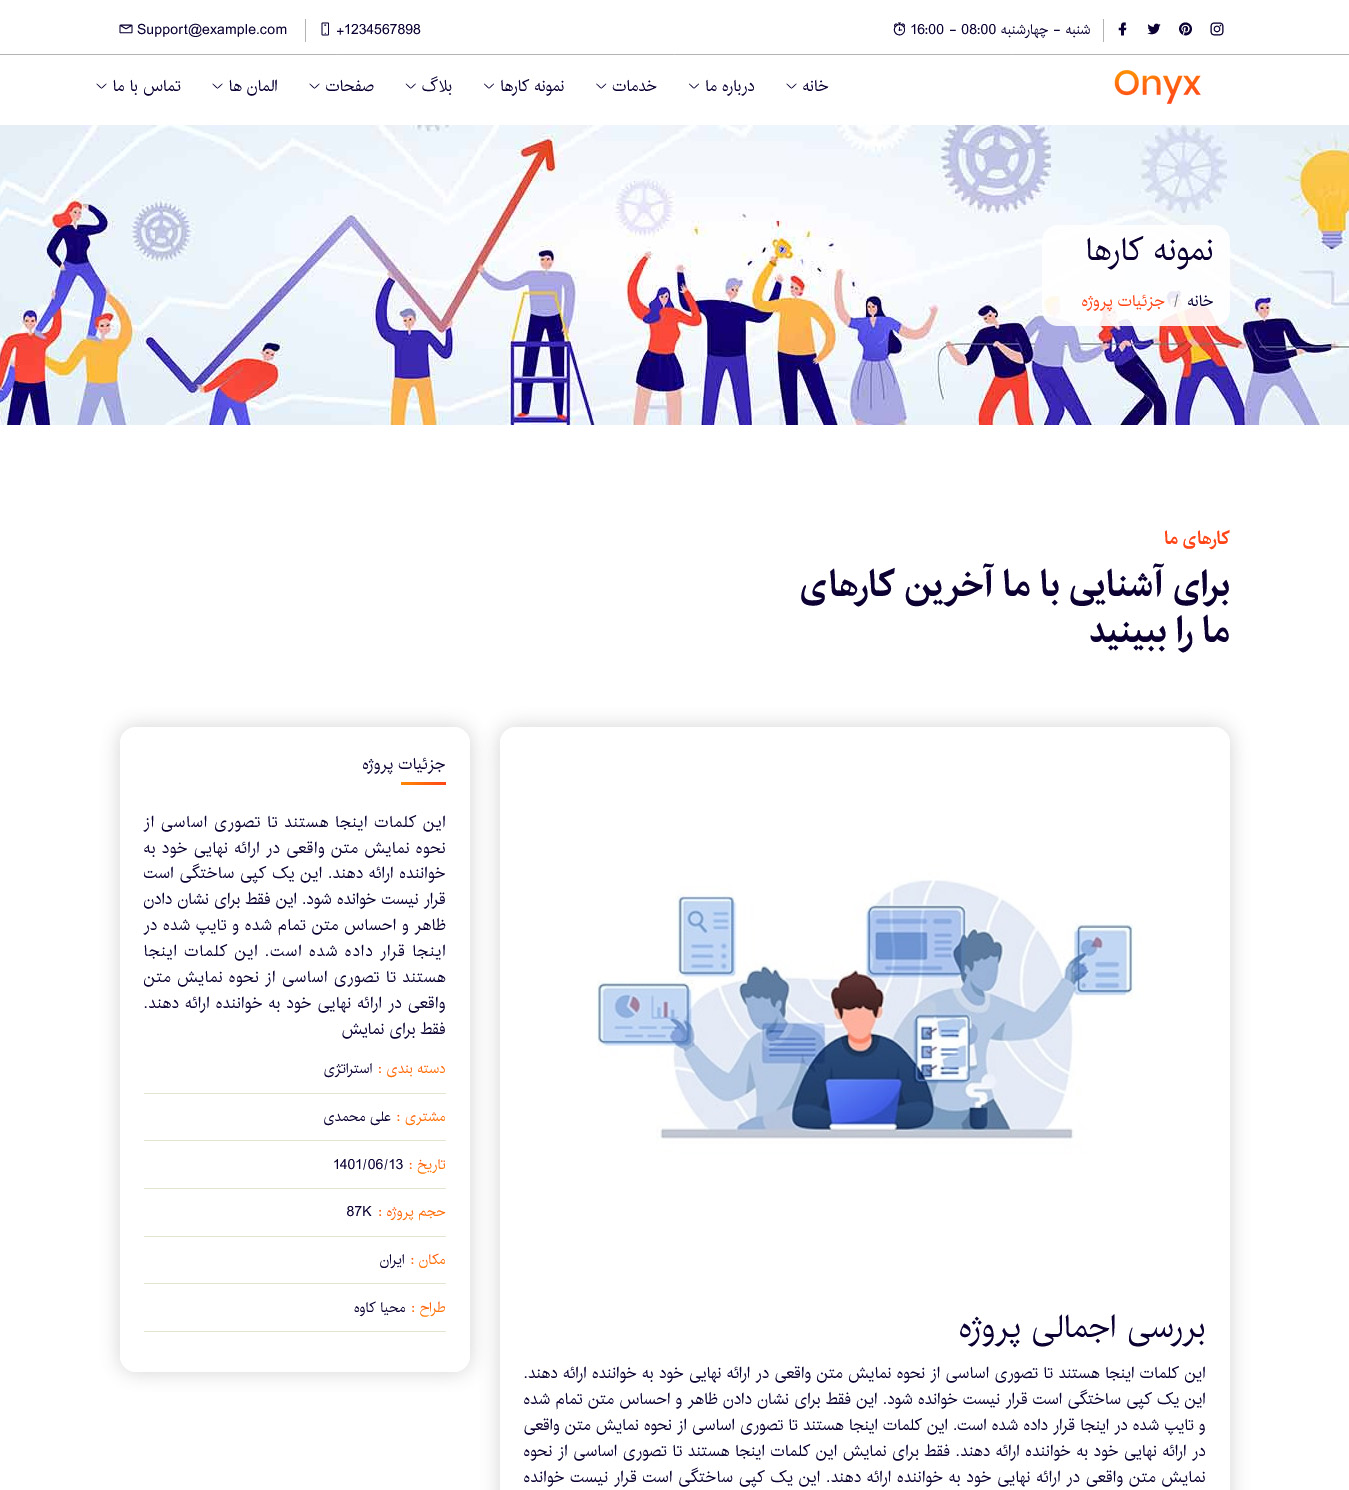 شنبه - چهارشنبه 08:00 - 16:00
+1234567898
Support@example.com
Onyx
خانه
درباره ما
خدمات
نمونه کارها
بلاگ
صفحات
المان ها
تماس با ما
نمونه کارها
خانه / جزئیات پروژه
کارهای ما
برای آشنایی با ما آخرین کارهای
ما را ببینید
بررسی اجمالی پروژه
این کلمات اینجا هستند تا تصوری اساسی از نحوه نمایش متن واقعی در ارائه نهایی خود به خواننده ارائه دهند.
این یک کپی ساختگی است قرار نیست خوانده شود. این فقط برای نشان دادن ظاهر و احساس متن تمام شده
و تایپ شده در اینجا قرار داده شده است. این کلمات اینجا هستند تا تصوری اساسی از نحوه نمایش متن واقعی
در ارائه نهایی خود به خواننده ارائه دهند. فقط برای نمایش این کلمات اینجا هستند تا تصوری اساسی از نحوه
نمایش متن واقعی در ارائه نهایی خود به خواننده ارائه دهند. این یک کپی ساختگی است قرار نیست خوانده
جزئیات پروژه
این کلمات اینجا هستند تا تصوری اساسی از
نحوه نمایش متن واقعی در ارائه نهایی خود به
خواننده ارائه دهند. این یک کپی ساختگی است
قرار نیست خوانده شود. این فقط برای نشان دادن
ظاهر و احساس متن تمام شده و تایپ شده در
اینجا قرار داده شده است. این کلمات اینجا
هستند تا تصوری اساسی از نحوه نمایش متن
واقعی در ارائه نهایی خود به خواننده ارائه دهند.
فقط برای نمایش
دسته بندی : استراتژی
مشتری : علی محمدی
تاریخ : 1401/06/13
حجم پروژه : 87K
مکان : ایران
طراح : محیا کاوه